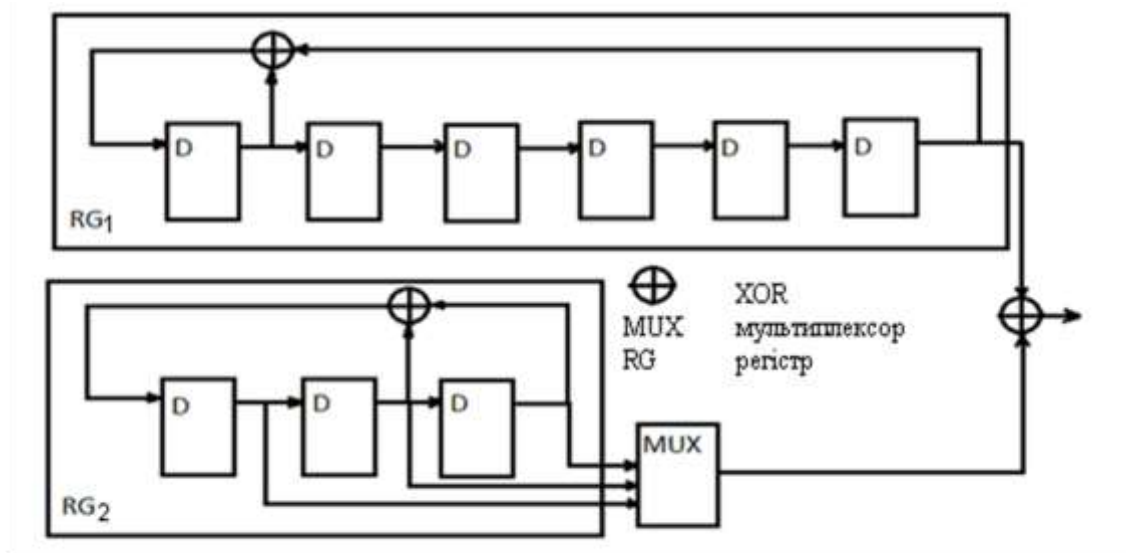 D D D D D D
RG1
XOR
MUX мультиплексор
RG регістр
D D D
MUX
RG2